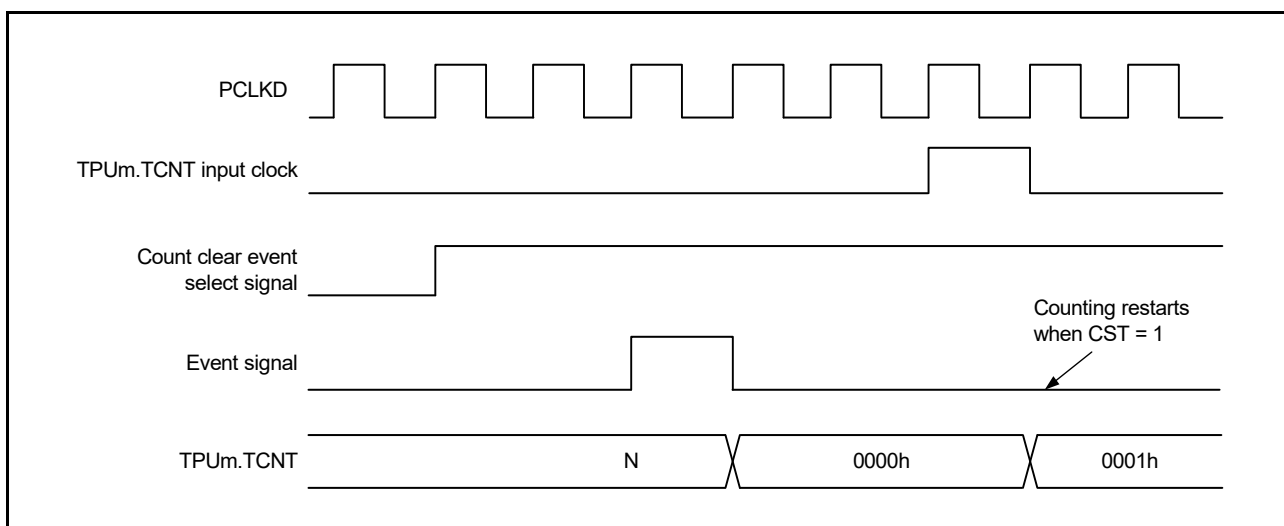 PCLKD
TPUm.TCNT input clock
Count clear event
select signal
Counting restarts
when CST = 1
Event signal
TPUm.TCNT
N
0000h
0001h